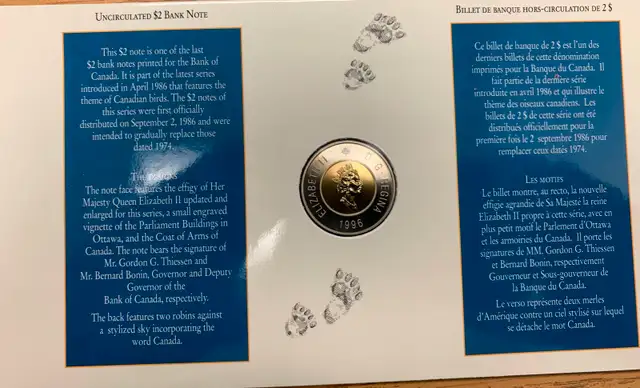 UNCIRCULATED $2 BANK NOTE
This $2 note is one of the last
$2 bank notes printed for the Bank of
Canada. It is part of the latest series
introduced in April 1986 that features the
theme of Canadian birds. The $2 notes of
this series were first officially
distributed on September 2, 1986 and were
intended to gradually replace those
dated 1974.
The note face features the effigy of Her
Majesty Queen Elizabeth II updated and
enlarged for this series, a small engraved
vignette of the Parliament Buildings in
Ottawa, and the Coat of Arms of
Canada. The note bears the signature of
Mr. Gordon G. Thiessen and
Mr. Bernard Bonin, Governor and Deputy
Governor of the
Bank of Canada, respectively.
The back features two robins against
a stylized sky incorporating the
word Canada.
ELIZABETH II D. G. REGINA
1996
BILLET DE BANQUE HORS-CIRCULATION DE 2 $
Ce billet de banque de 2 $ est l'un des
derniers billets de cette dénomination
imprimés pour la Banque du Canada. Il
fait partie de la dernière série
introduite en avril 1986 et qui illustre le
thème des oiseaux canadiens. Les
billets de 2 $ de cette série ont été
distribués officiellement pour la
première fois le 2 septembre 1986 pour
remplacer ceux datés 1974.
LES MOTIFS
Le billet montre, au recto, la nouvelle
effigie agrandie de Sa Majesté la reine
Elizabeth II propre à cette série, avec en
plus petit motif le Parlement d'Ottawa
et les armoiries du Canada. Il porte les
signatures de MM. Gordon G. Thiessen
et Bernard Bonin, respectivement
Gouverneur et Sous-gouverneur de
la Banque du Canada.
Le verso représente deux merles
d'Amérique contre un ciel stylisé sur lequel
se détache le mot Canada.